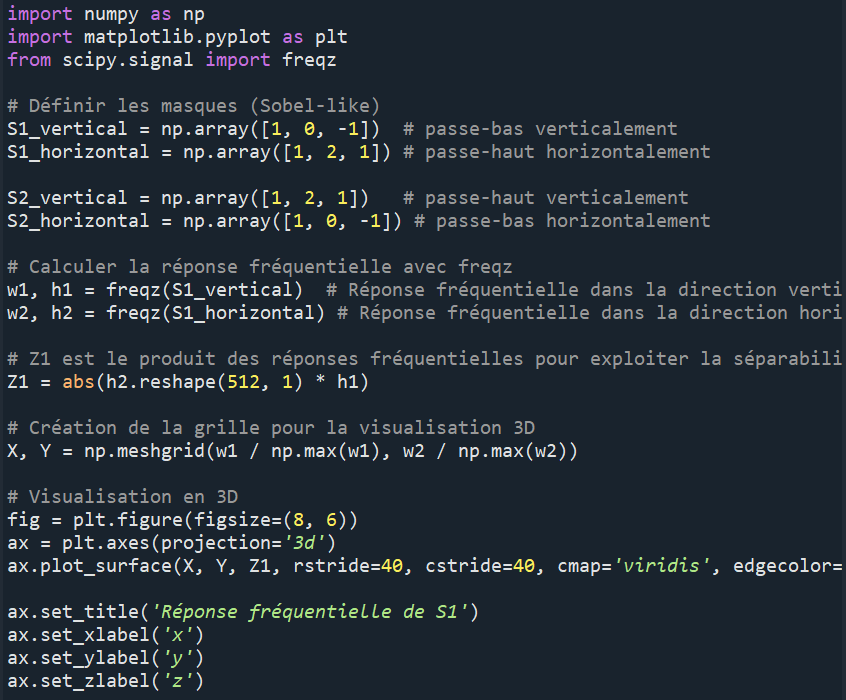 import numpy as np
import matplotlib.pyplot as plt
from scipy.signal import freqz
# Définir les masques (Sobel-like)
S1_vertical = np.array([1, 0, -1])  # passe-bas verticalement
S1_horizontal = np.array([1, 2, 1]) # passe-haut horizontalement
S2_vertical = np.array([1, 2, 1])   # passe-haut verticalement
S2_horizontal = np.array([1, 0, -1]) # passe-bas horizontalement
# Calculer la réponse fréquentielle avec freqz
w1, h1 = freqz(S1_vertical)  # Réponse fréquentielle dans la direction verti
w2, h2 = freqz(S1_horizontal) # Réponse fréquentielle dans la direction hori
# Z1 est le produit des réponses fréquentielles pour exploiter la séparabili
Z1 = abs(h2.reshape(512, 1) * h1)
# Création de la grille pour la visualisation 3D
X, Y = np.meshgrid(w1 / np.max(w1), w2 / np.max(w2))
# Visualisation en 3D
fig = plt.figure(figsize=(8, 6))
ax = plt.axes(projection='3d')
ax.plot_surface(X, Y, Z1, rstride=40, cstride=40, cmap='viridis', edgecolor=
ax.set_title('Réponse fréquentielle de S1')
ax.set_xlabel('x')
ax.set_ylabel('y')
ax.set_zlabel('z')